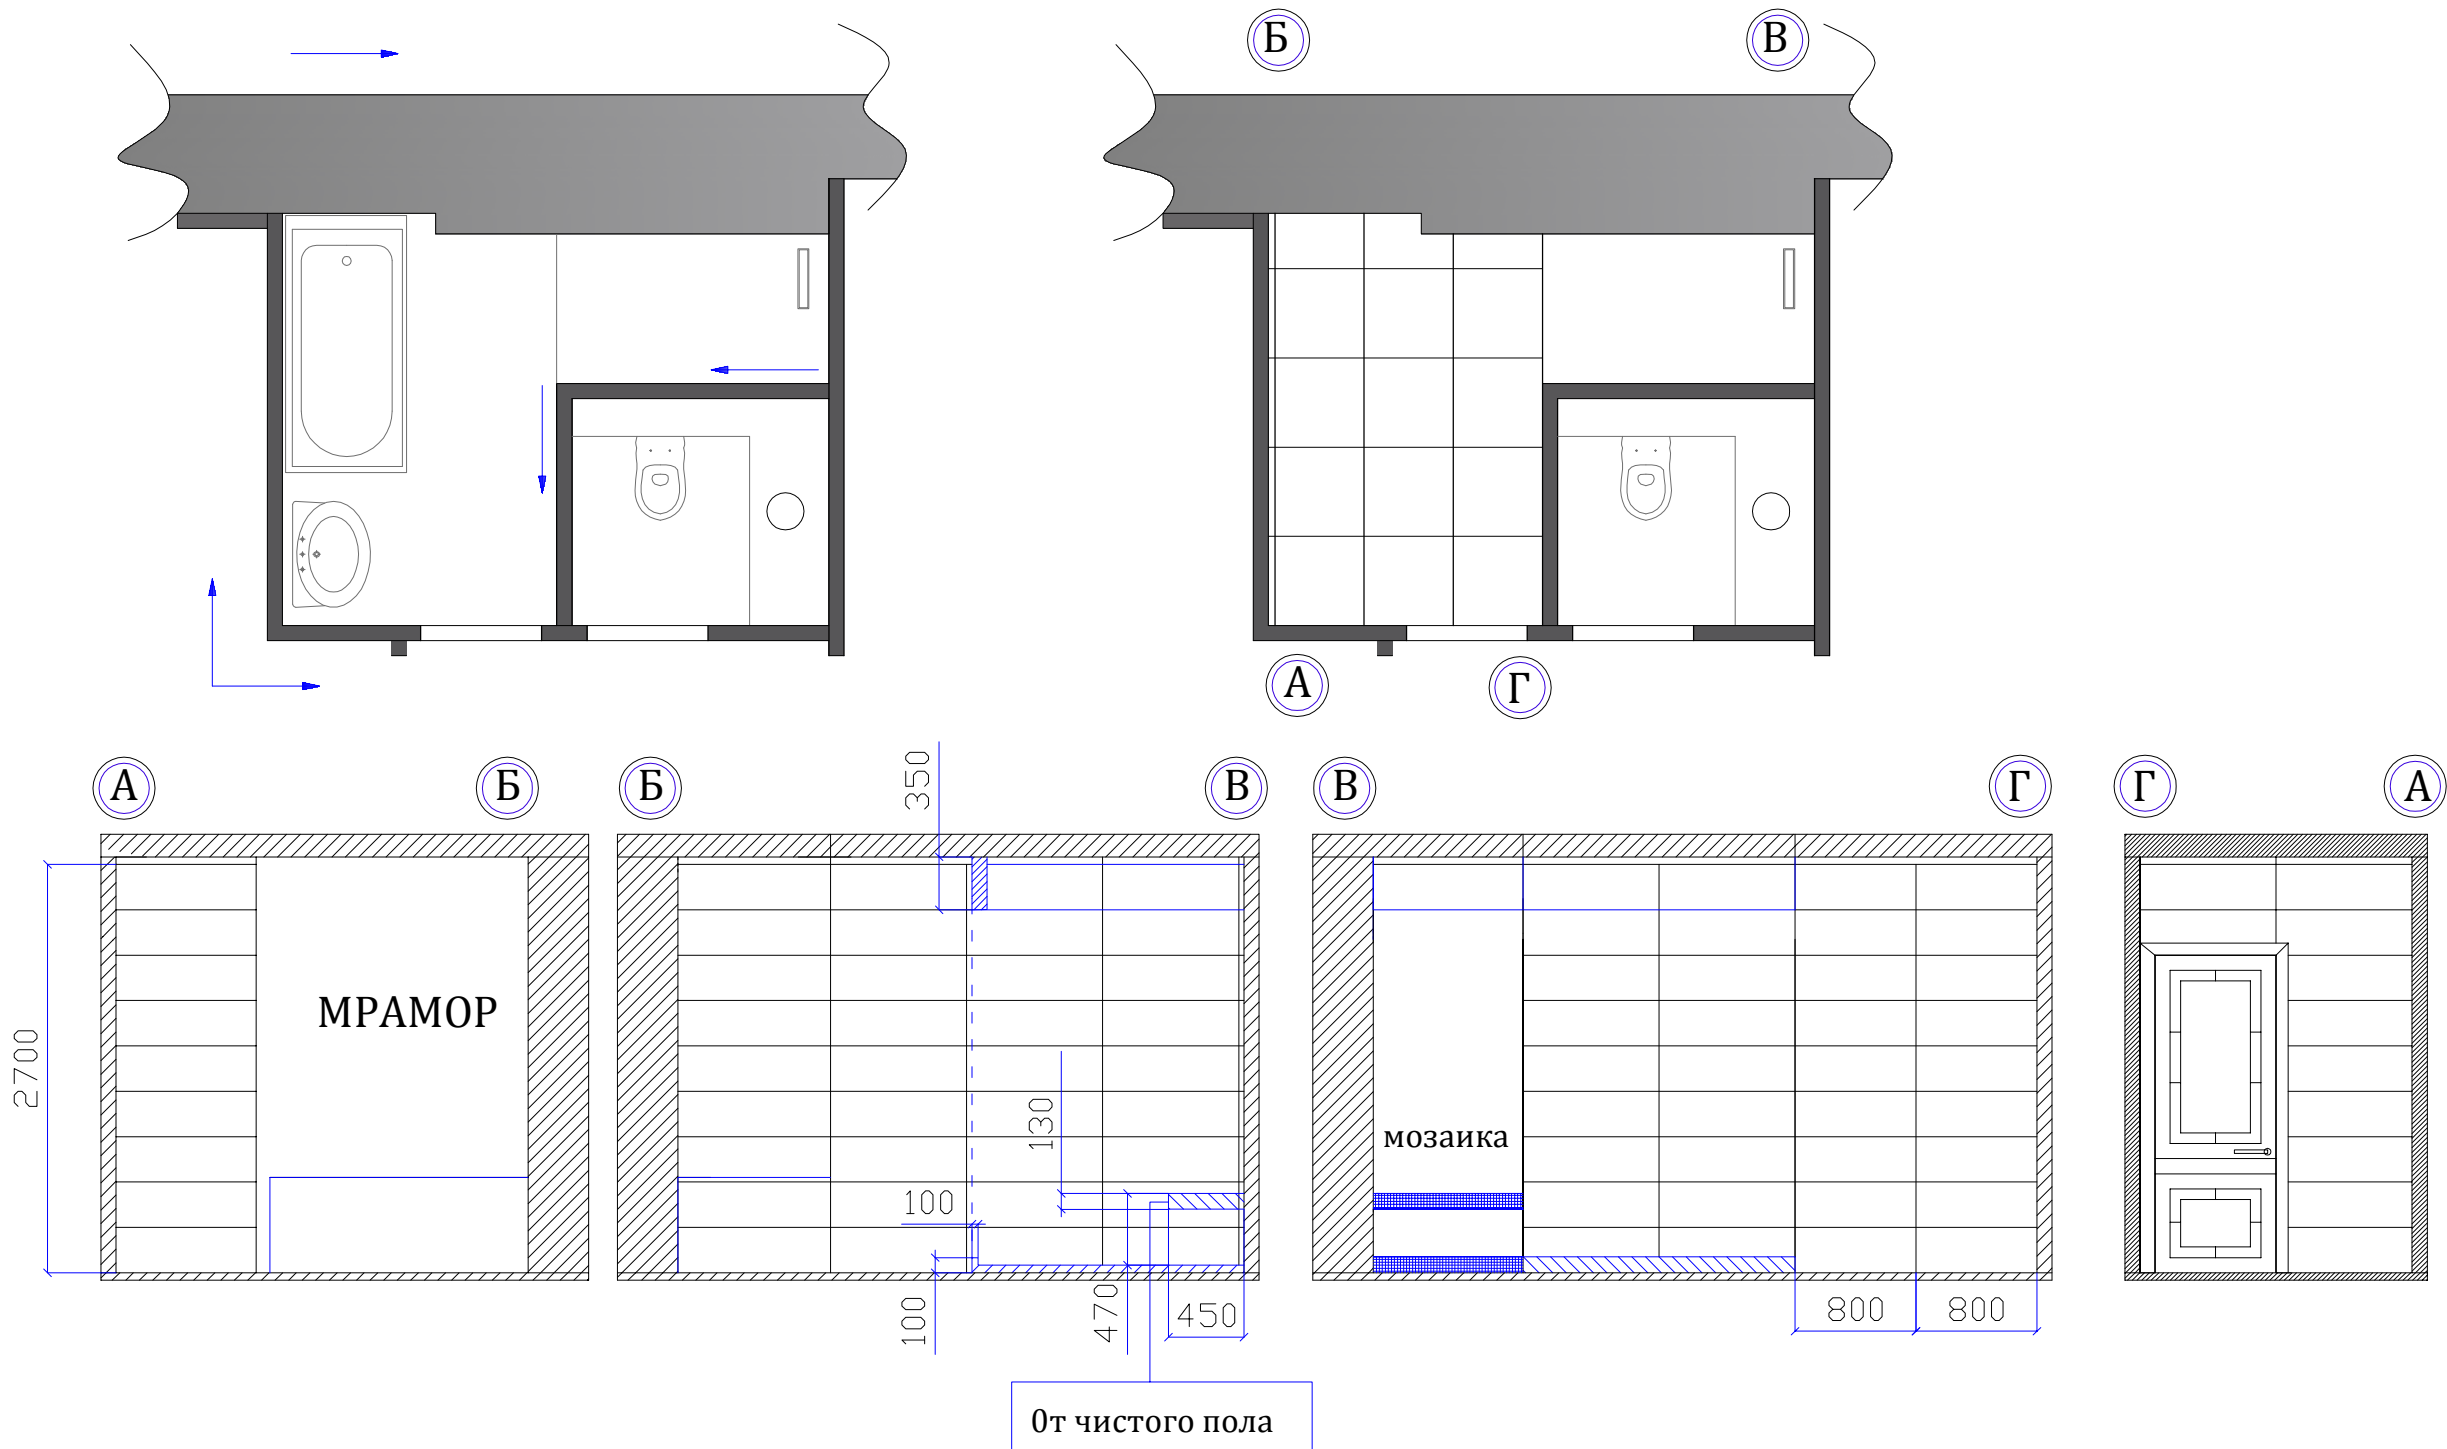 Б
В
А
Г
А
Б
Б
В
В
Г
Г
А
350
2700
МРАМОР
130
100
мозаика
100
470
450
800
800
0т чистого пола